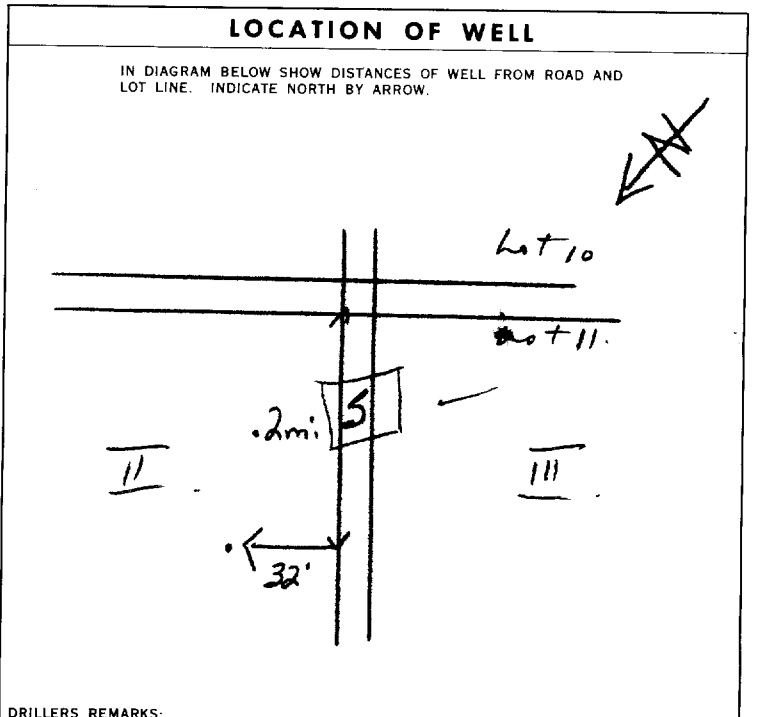 LOCATION OF WELL
IN DIAGRAM BELOW SHOW DISTANCES OF WELL FROM ROAD AND
LOT LINE. INDICATE NORTH BY ARROW.
N
Lot 10
Lot 11.
.2mi
5
II
III
32'
DRILLERS REMARKS: